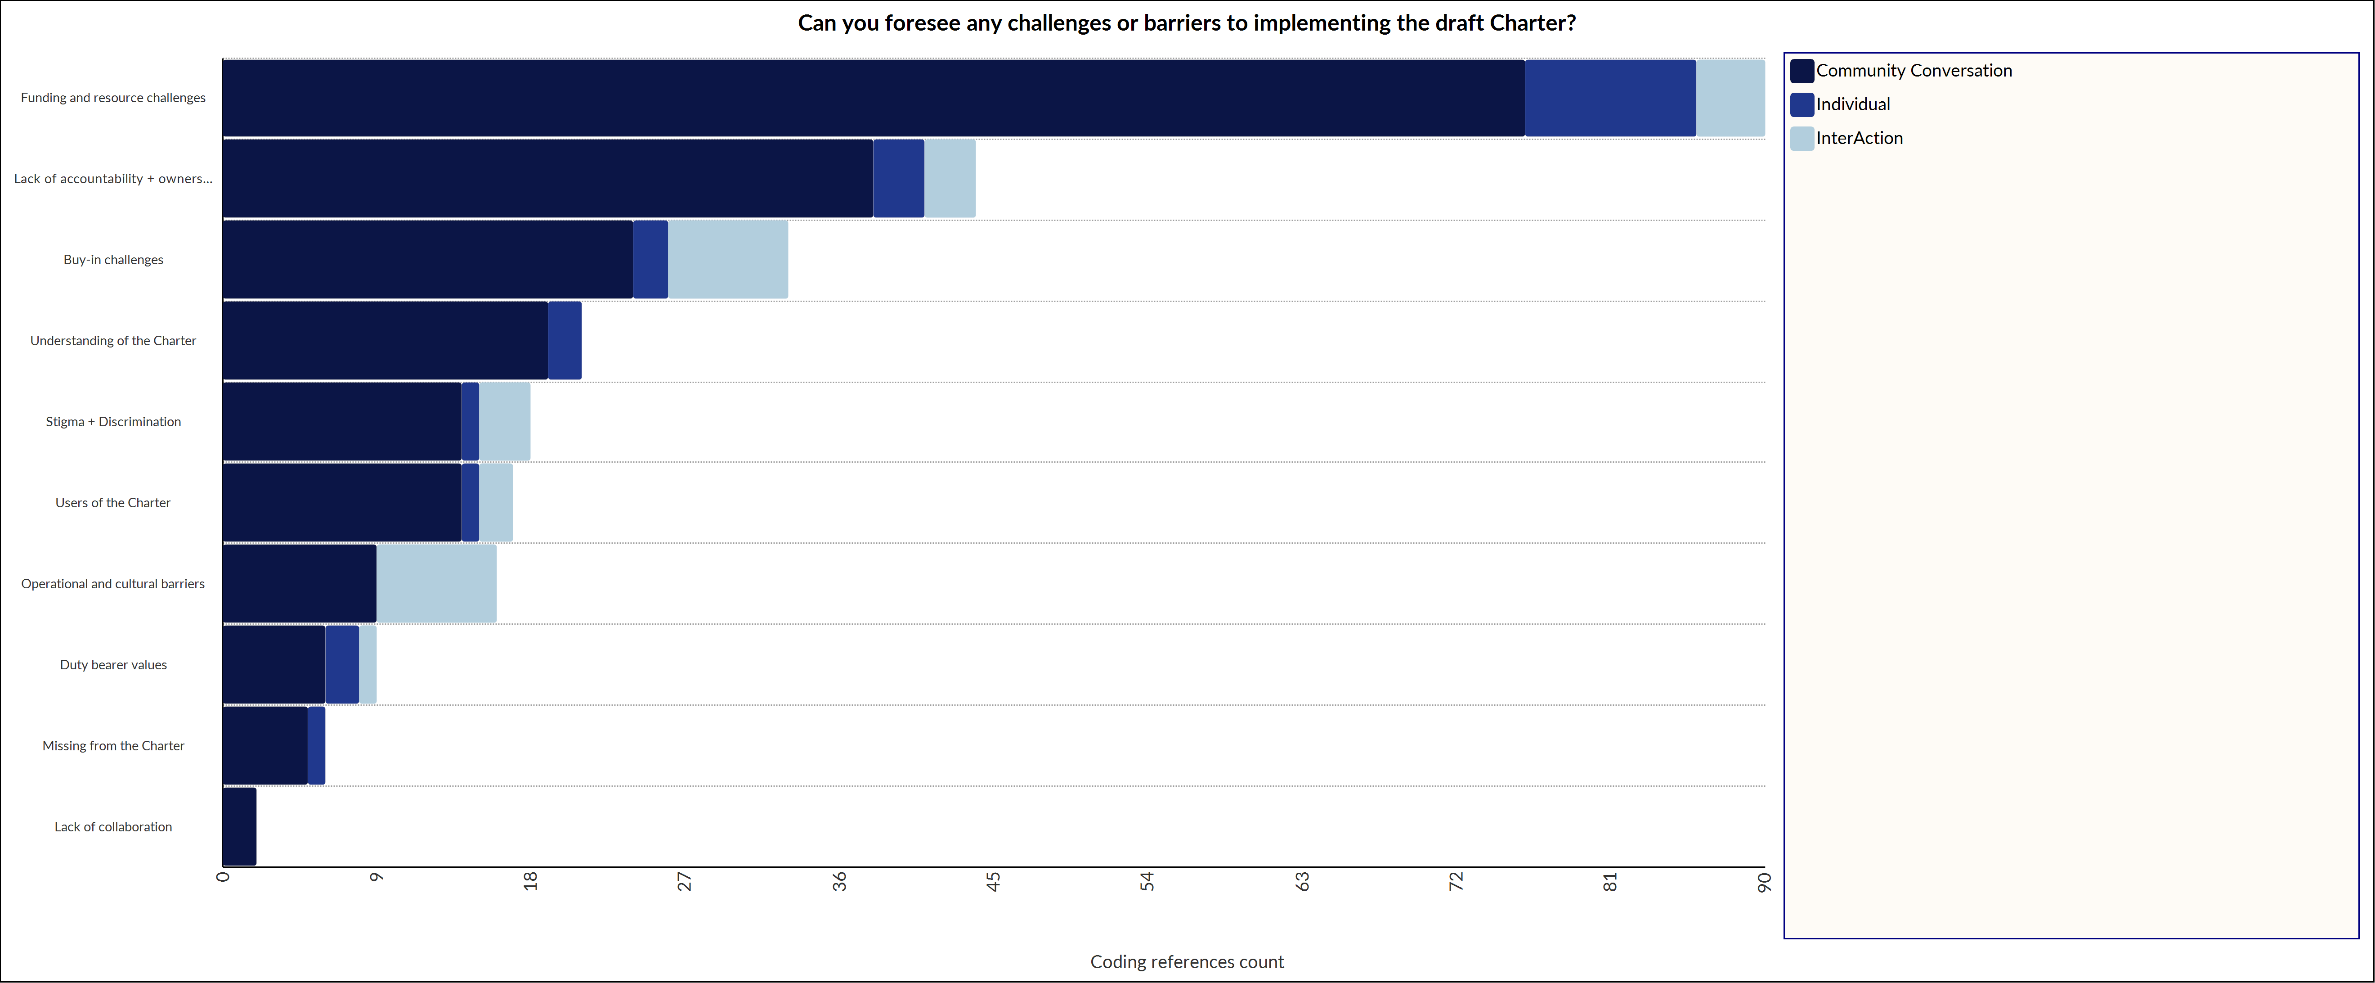 Can you foresee any challenges or barriers to implementing the draft Charter?
Funding and resource challenges
Lack of accountability + owners...
Buy-in challenges
Understanding of the Charter
Stigma + Discrimination
Users of the Charter
Operational and cultural barriers
Duty bearer values
Missing from the Charter
Lack of collaboration
0 9 18 27 36 45 54 63 72 81 90
Coding references count
Community Conversation
Individual
InterAction